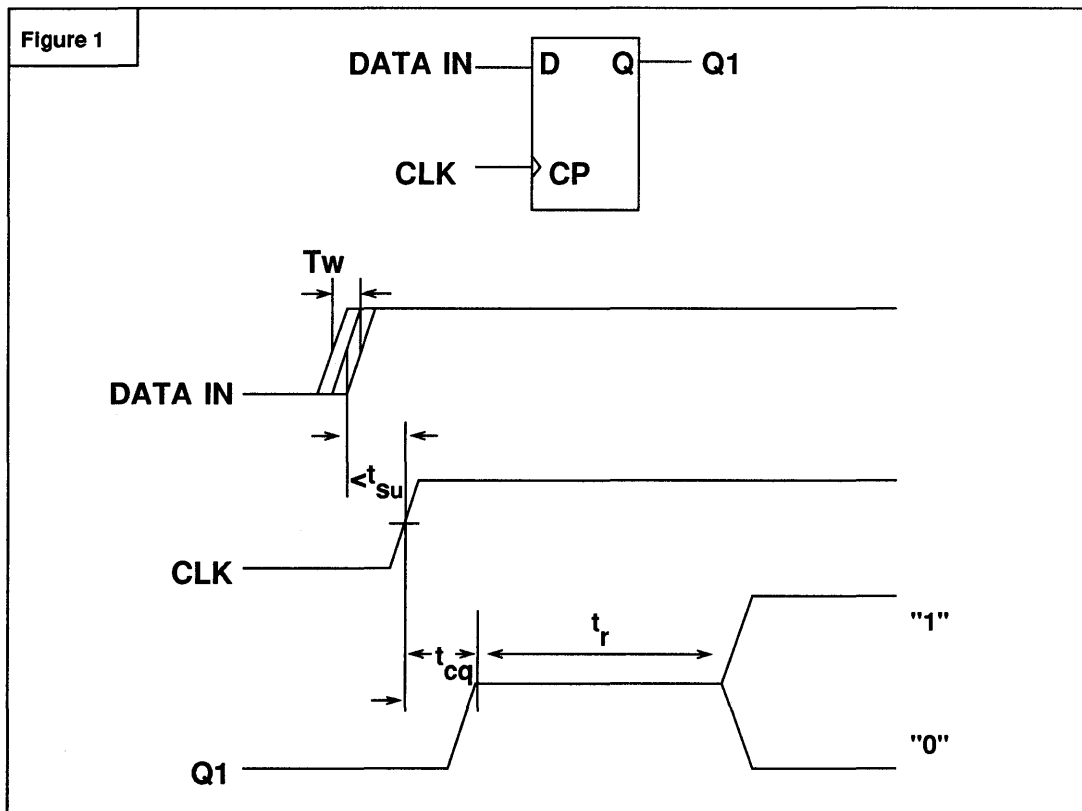 Figure 1
DATA IN D Q Q1
CLK CP
Tw
DATA IN
<tsu
CLK
"1"
tr
tcq
"0"
Q1